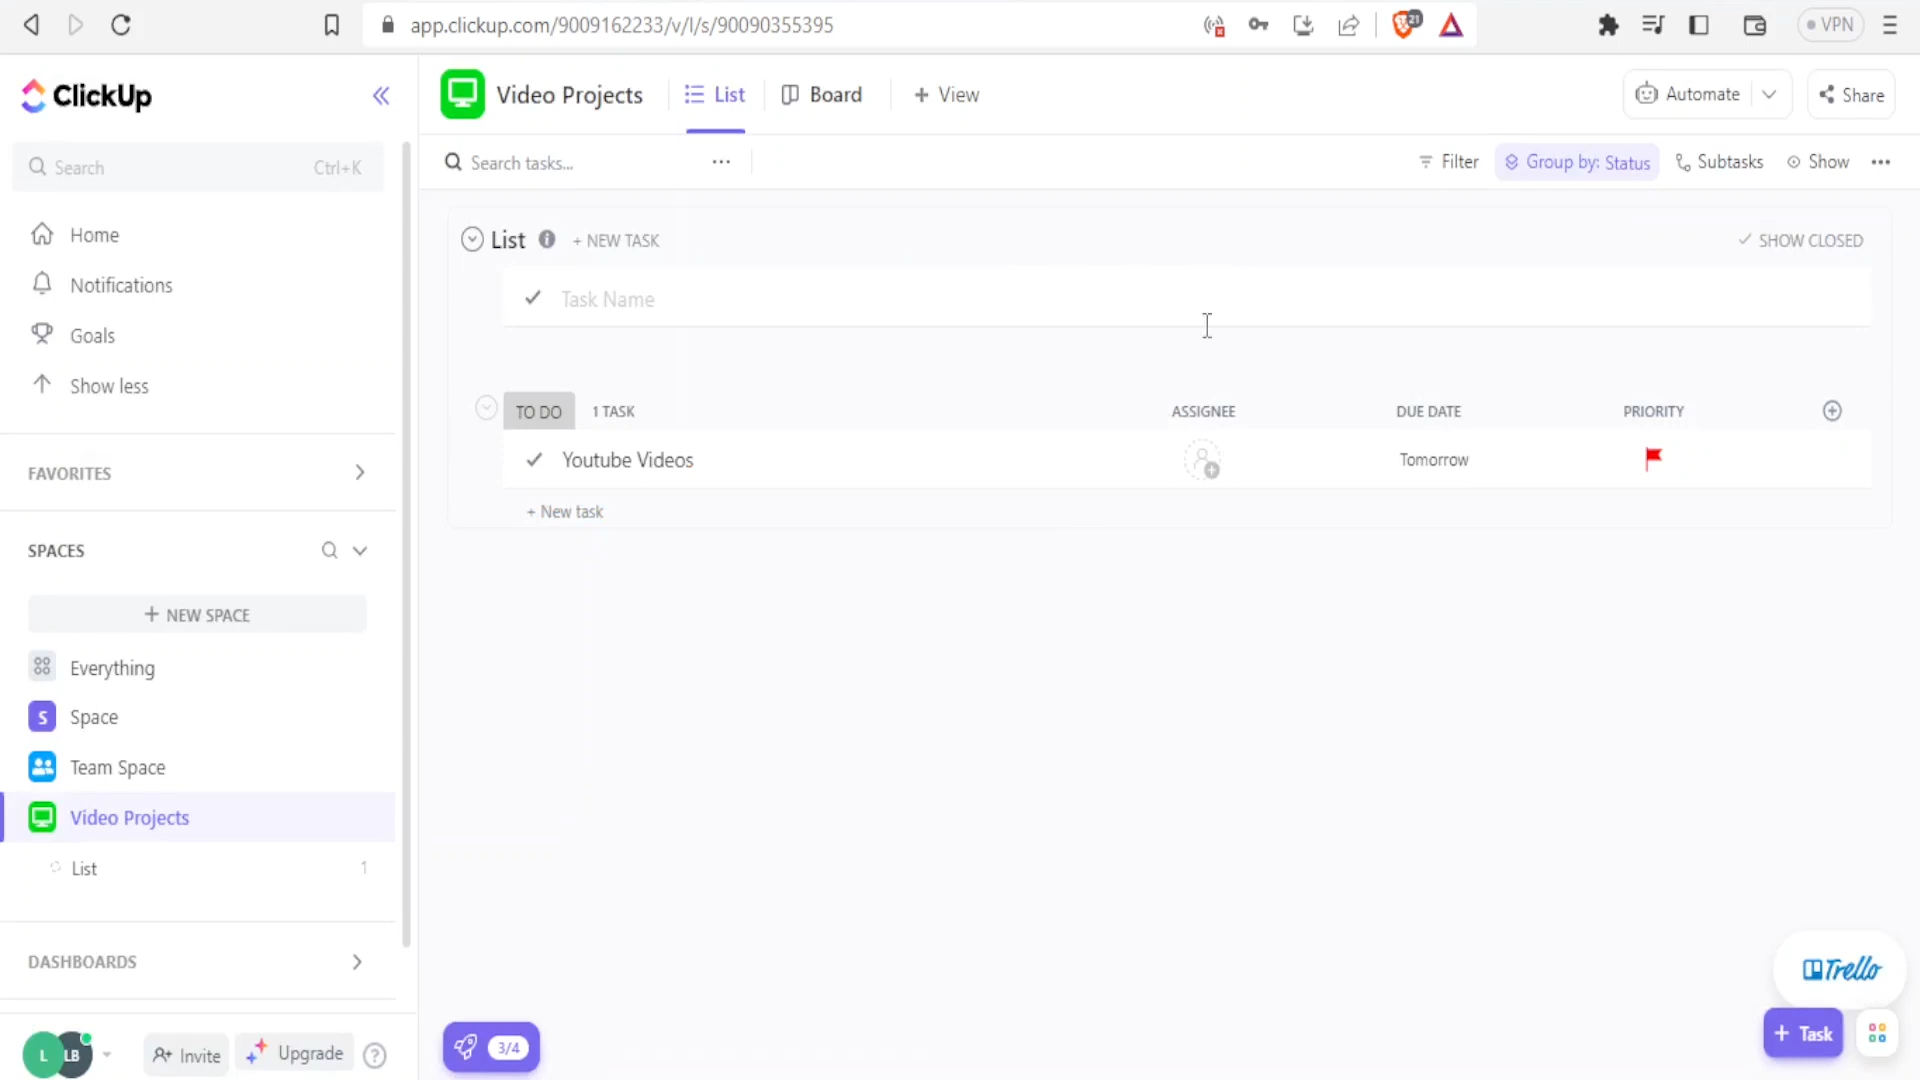 app.clickup.com/9009162233/v/l/s/90090355395
21
VPN
ClickUp
Video Projects
List
Board
+ View
Automate
Share
Search
Ctrl+K
Search tasks...
Filter
Group by: Status
Subtasks
Show
Home
Notifications
Goals
Show less
List
+ NEW TASK
SHOW CLOSED
Task Name
TO DO
1 TASK
ASSIGNEE
DUE DATE
PRIORITY
Youtube Videos
Tomorrow
+ New task
FAVORITES
SPACES
+ NEW SPACE
Everything
S
Space
Team Space
Video Projects
List
1
DASHBOARDS
L
LB
Invite
Upgrade
?
3/4
Trello
+ Task